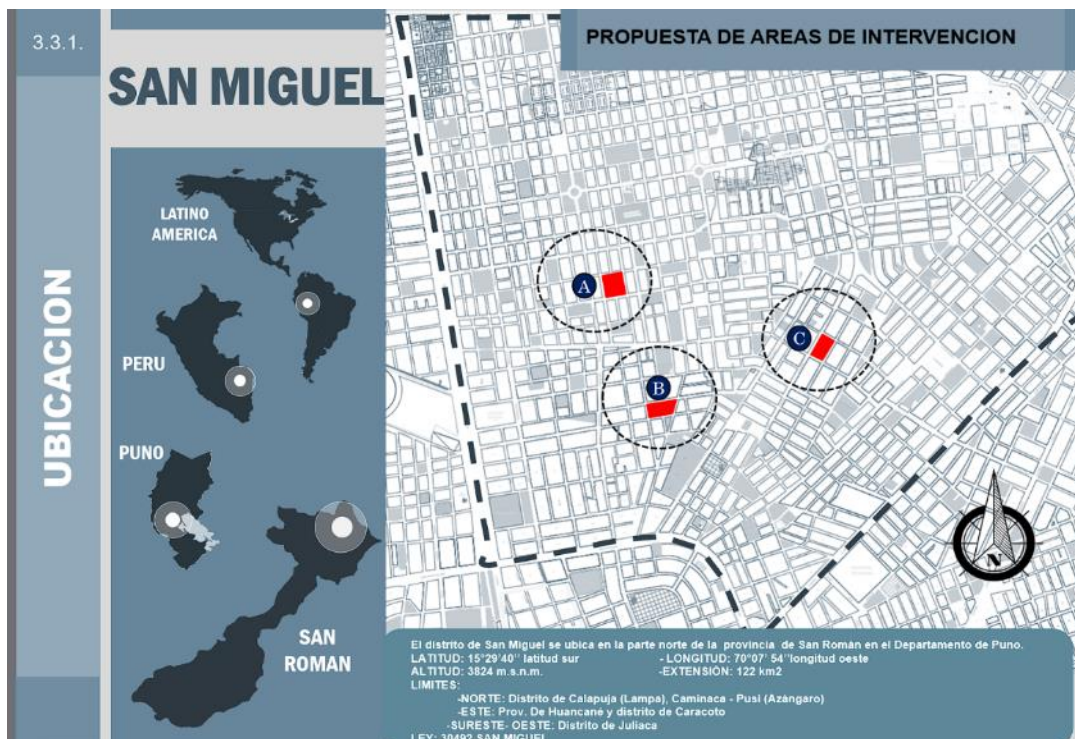 3.3.1.
UBICACION
SAN MIGUEL
LATINO
AMERICA
PERU
PUNO
SAN
ROMAN
PROPUESTA DE AREAS DE INTERVENCION
A
B
C
N
El distrito de San Miguel se ubica en la parte norte de la provincia de San Román en el Departamento de Puno.
LATITUD: 15°29'40'' latitud sur - LONGITUD: 70°07' 54''longitud oeste
ALTITUD: 3824 m.s.n.m. -EXTENSIÓN: 122 km2
LIMITES:
-NORTE: Distrito de Calapuja (Lampa), Caminaca - Pusi (Azángaro)
-ESTE: Prov. De Huancané y distrito de Caracoto
-SURESTE- OESTE: Distrito de Juliaca
LEY: 30492 SAN MIGUEL